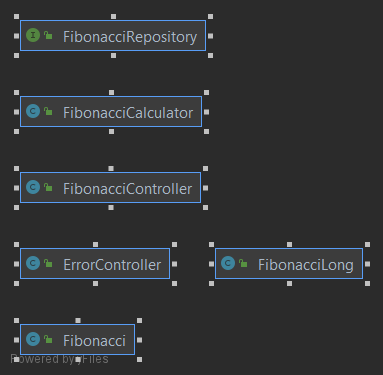 I FibonacciRepository
C FibonacciCalculator
C FibonacciController
C ErrorController C FibonacciLong
C Fibonacci
Powered by yFiles